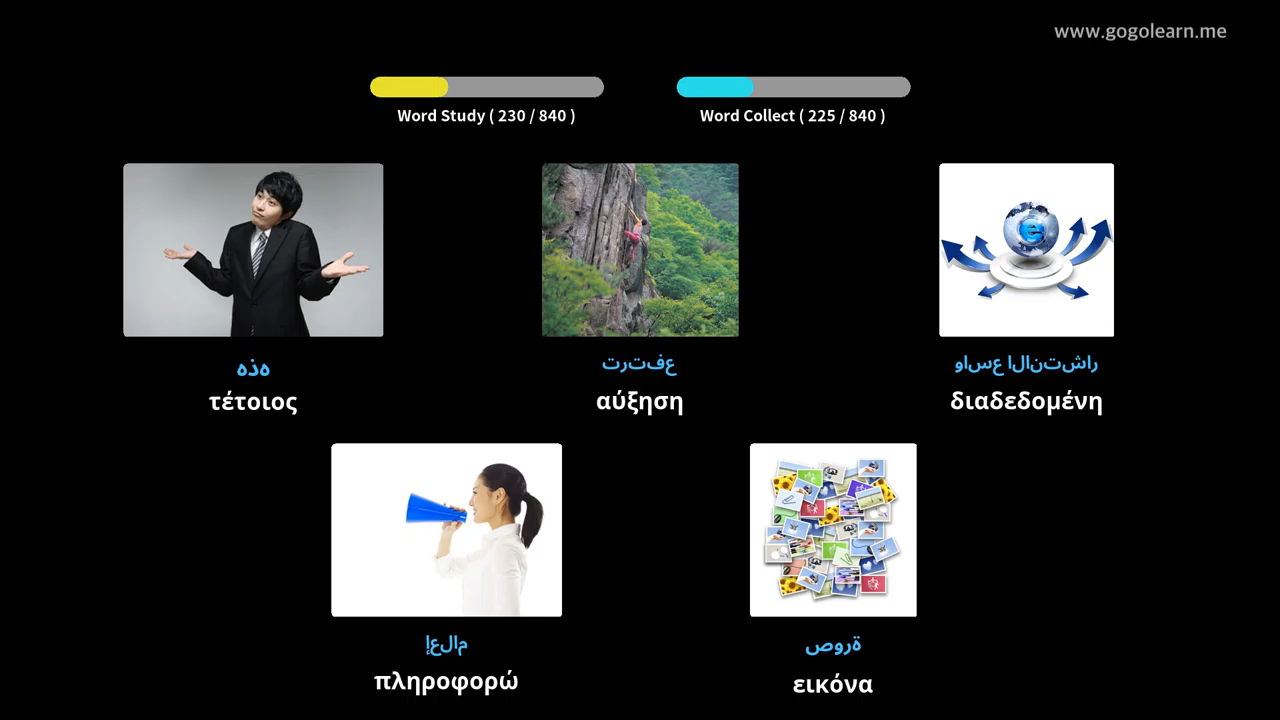 www.gogolearn.me
Word Study ( 230 / 840 )
Word Collect ( 225 / 840 )
هذه
τέτοιος
ترتفع
αύξηση
واسع الانتشار
διαδεδομένη
إعلام
πληροφορώ
صورة
εικόνα